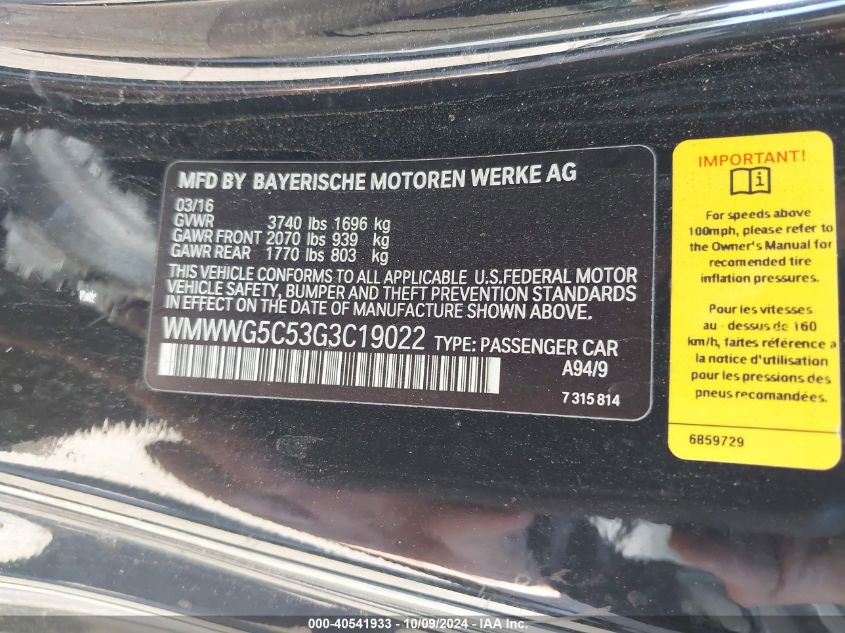 MFD BY BAYERISCHE MOTOREN WERKE AG
03/16
GVWR 3740 lbs 1696 kg
GAWR FRONT 2070 lbs 939 kg
GAWR REAR 1770 lbs 803 kg
THIS VEHICLE CONFORMS TO ALL APPLICABLE U.S.FEDERAL MOTOR
VEHICLE SAFETY, BUMPER AND THEFT PREVENTION STANDARDS
IN EFFECT ON THE DATE OF MANUFACTURE SHOWN ABOVE.
WMWWG5C53G3C19022 TYPE: PASSENGER CAR
A94/9
7 315 814
IMPORTANT!
i
For speeds above
100mph, please refer to
the Owner's Manual for
recomended tire
inflation pressures.
Pour les vitesses
au - dessus de 160
km/h, faites référence à
la notice d'utilisation
pour les pressions des
pneus recomandées.
6859729
000-40541933 - 10/09/2024 - IAA Inc.